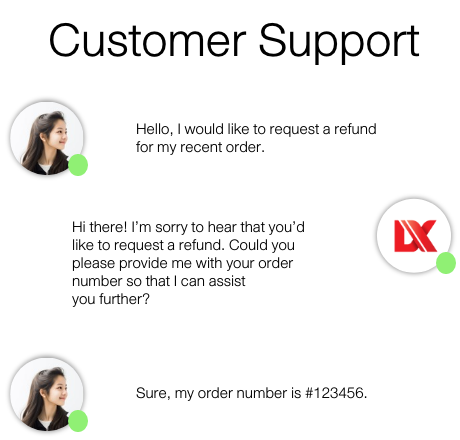 Customer Support
Hello, I would like to request a refund
for my recent order.
Hi there! I'm sorry to hear that you'd
like to request a refund. Could you
please provide me with your order
number so that I can assist
you further?
DX
Sure, my order number is #123456.